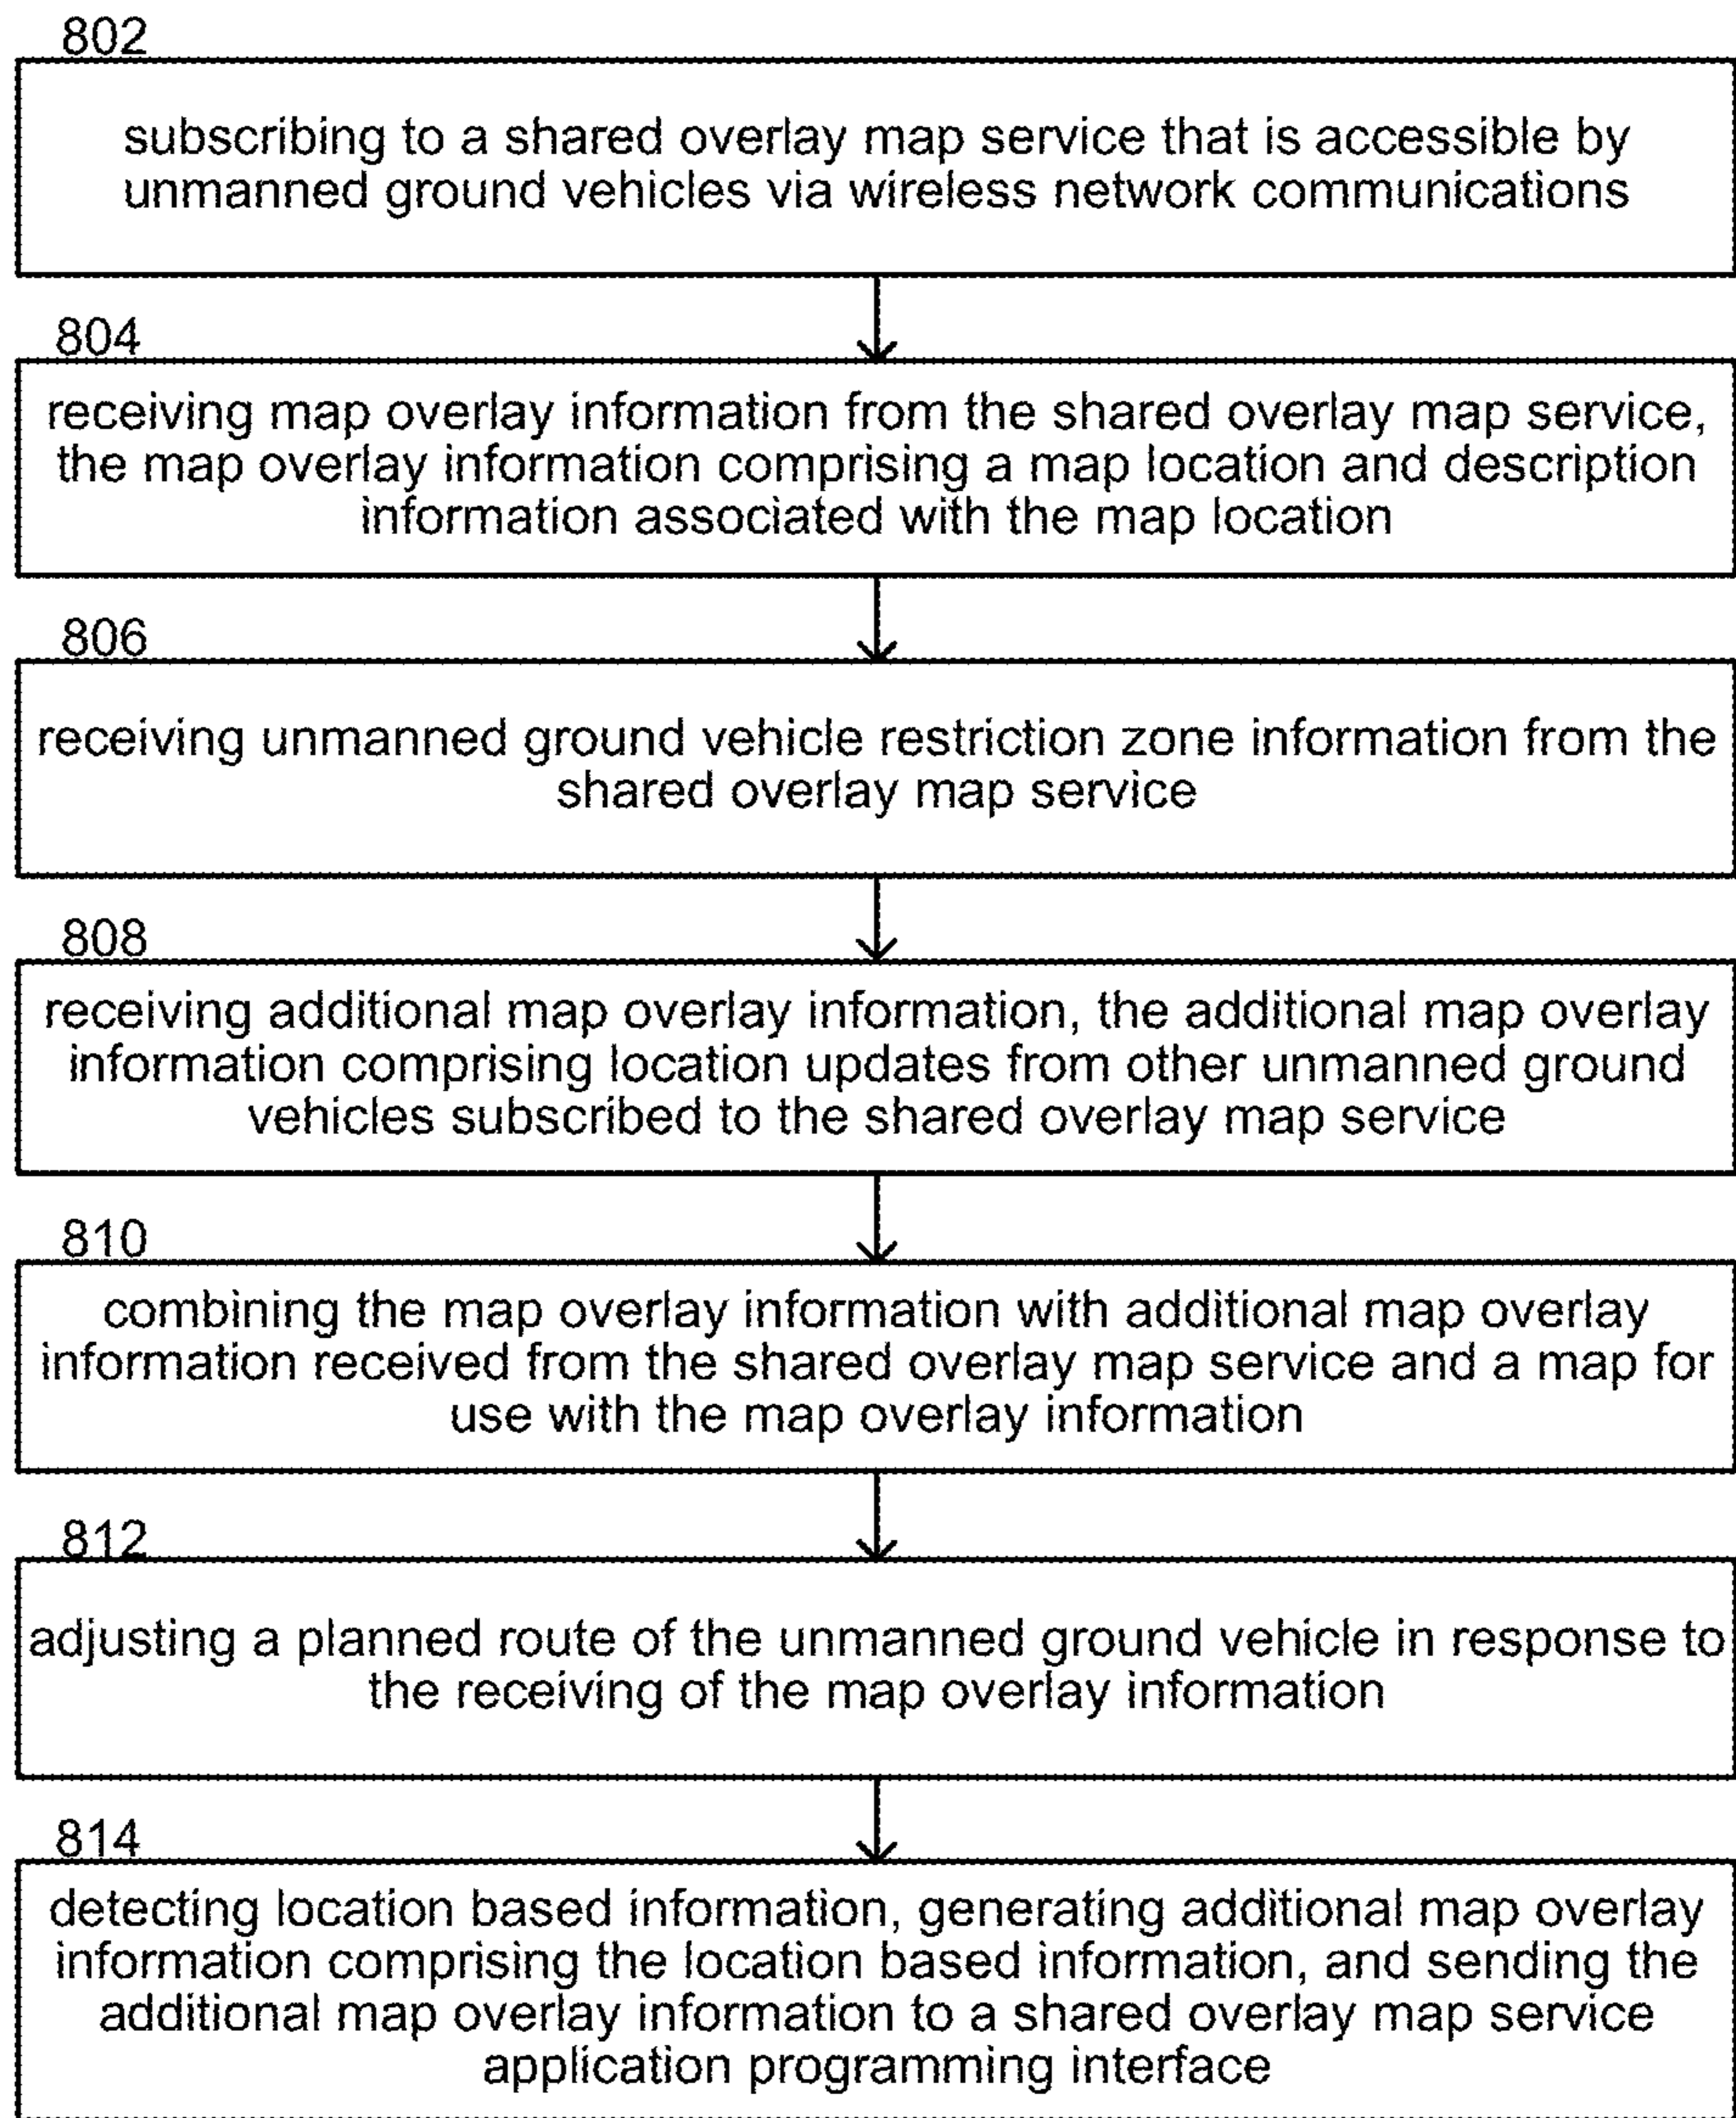 802
subscribing to a shared overlay map service that is accessible by
unmanned ground vehicles via wireless network communications
804
receiving map overlay information from the shared overlay map service,
the map overlay information comprising a map location and description
information associated with the map location
806
receiving unmanned ground vehicle restriction zone information from the
shared overlay map service
808
receiving additional map overlay information, the additional map overlay
information comprising location updates from other unmanned ground
vehicles subscribed to the shared overlay map service
810
combining the map overlay information with additional map overlay
information received from the shared overlay map service and a map for
use with the map overlay information
812
adjusting a planned route of the unmanned ground vehicle in response to
the receiving of the map overlay information
814
detecting location based information, generating additional map overlay
information comprising the location based information, and sending the
additional map overlay information to a shared overlay map service
application programming interface